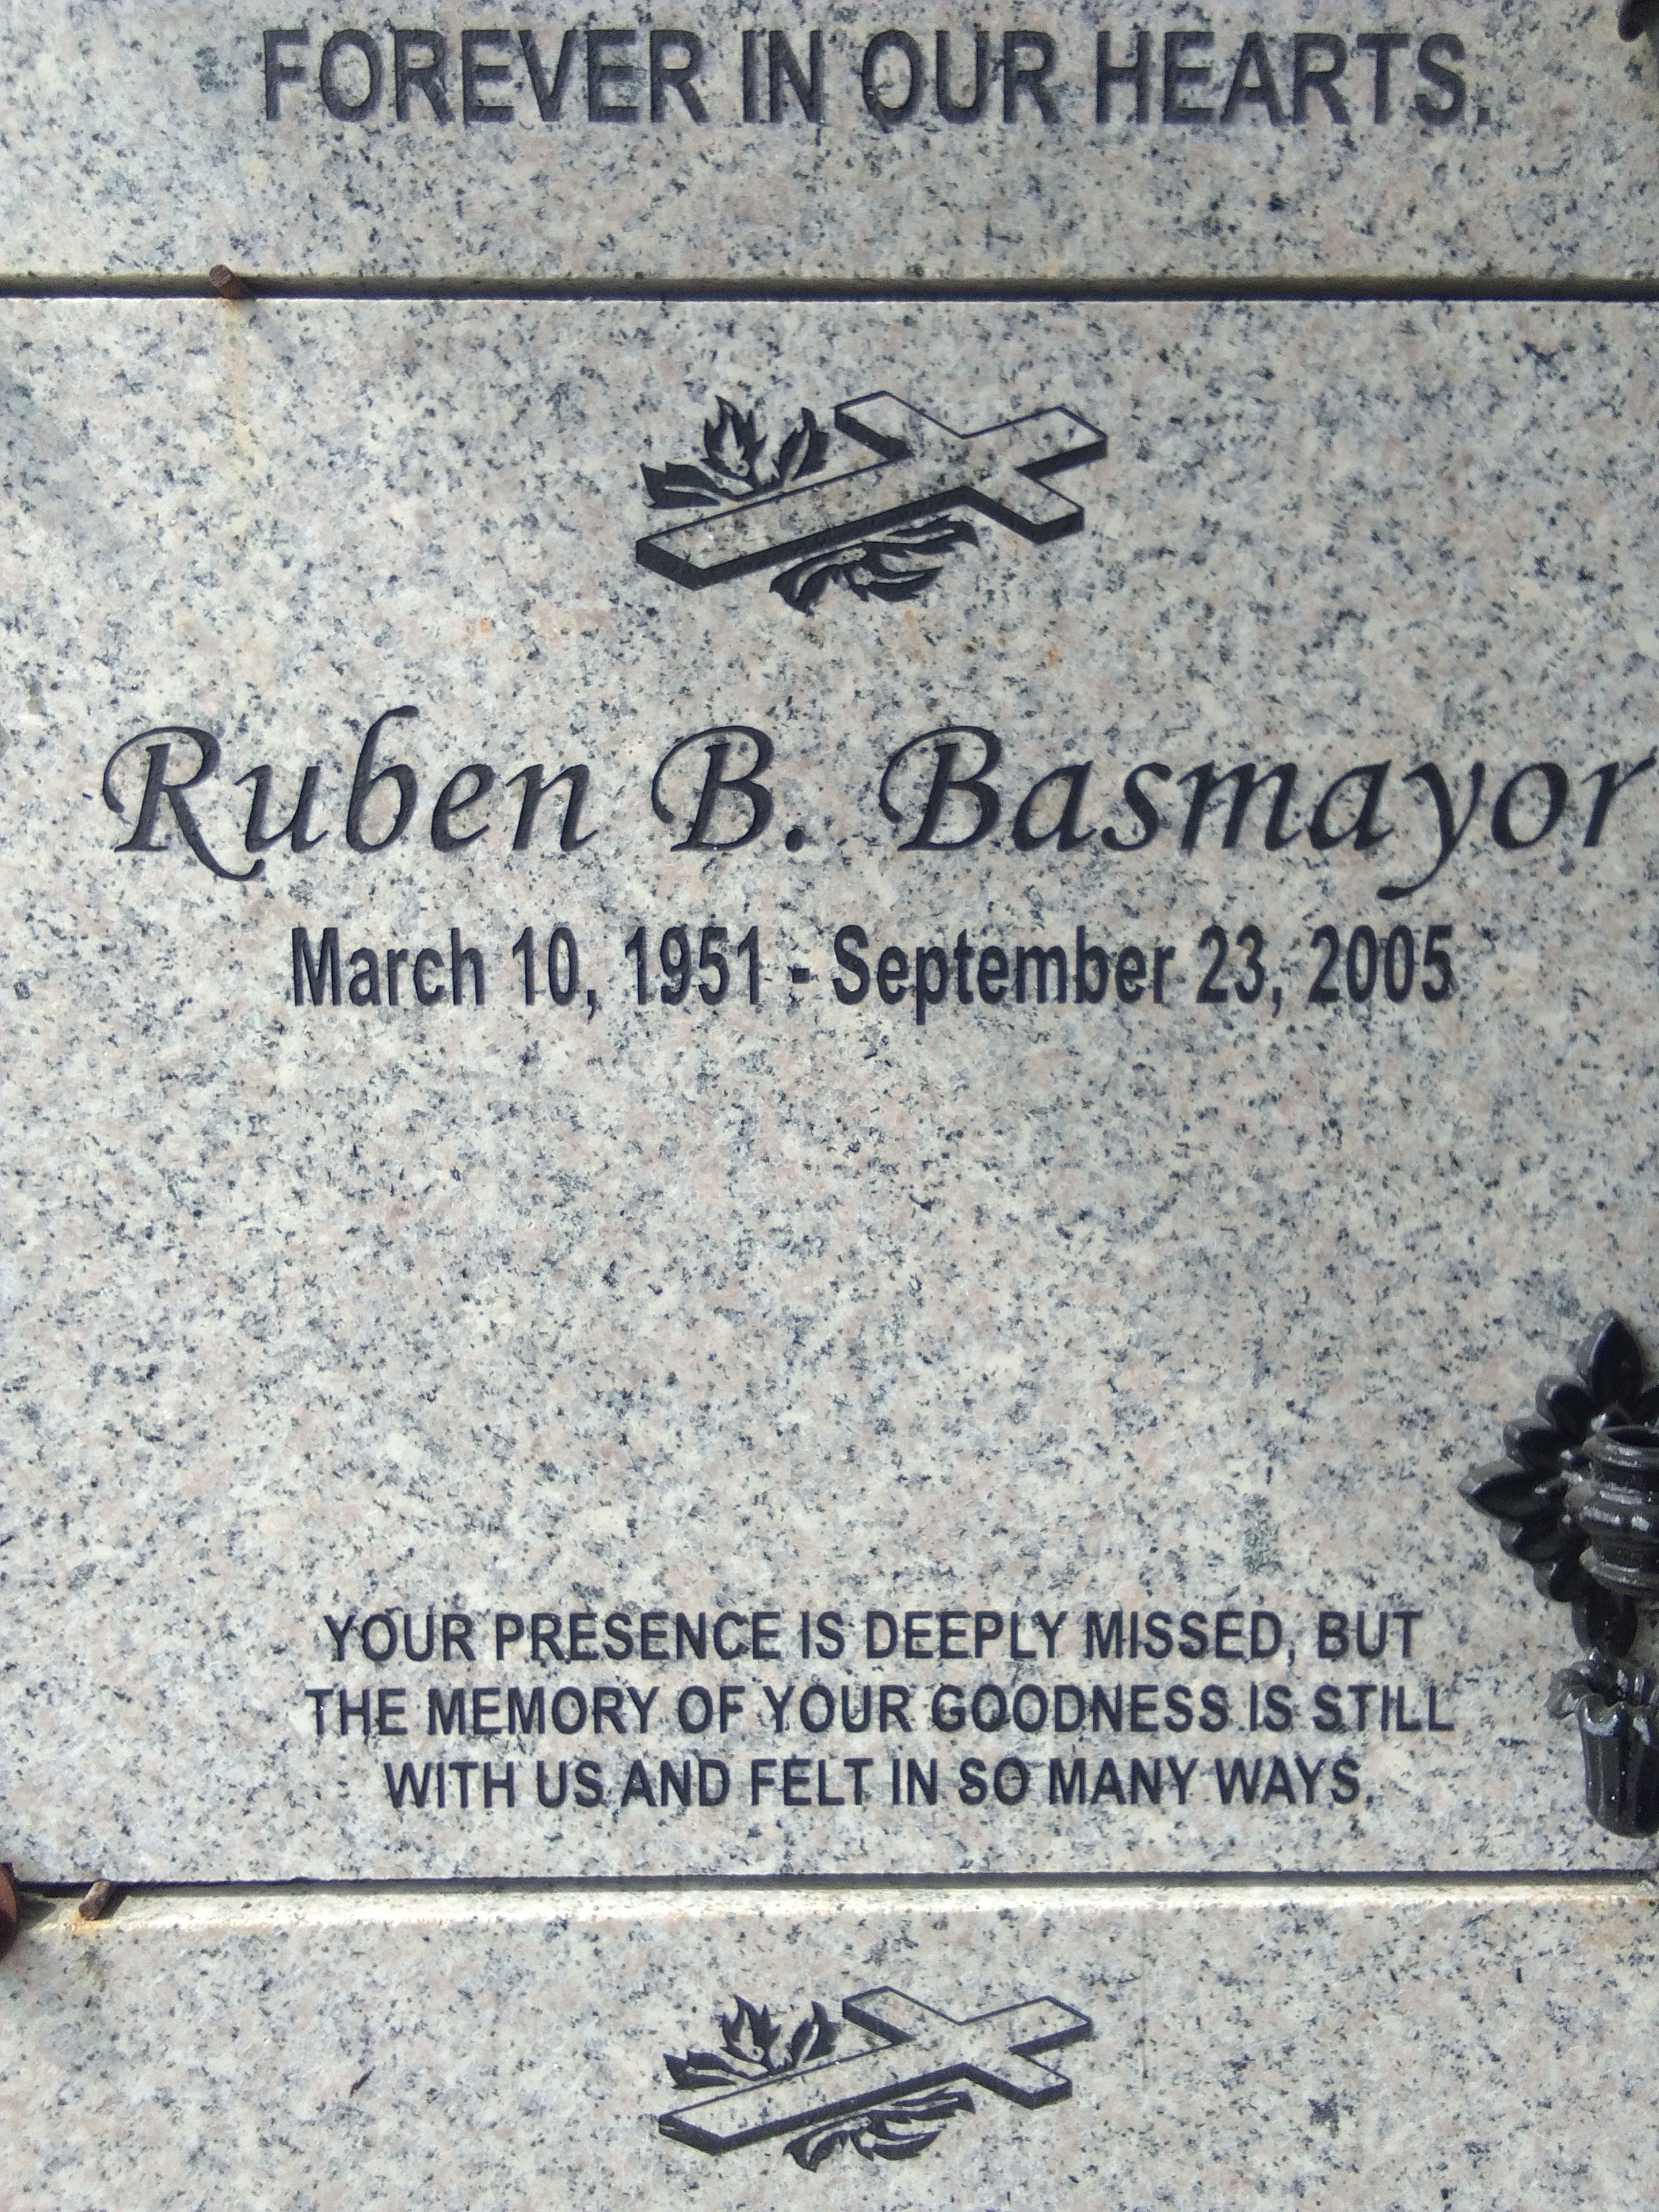 FOREVER IN OUR HEARTS.
Ruben B. Basmayor
March 10, 1951 - September 23, 2005
YOUR PRESENCE IS DEEPLY MISSED, BUT
THE MEMORY OF YOUR GOODNESS IS STILL
WITH US AND FELT IN SO MANY WAYS.